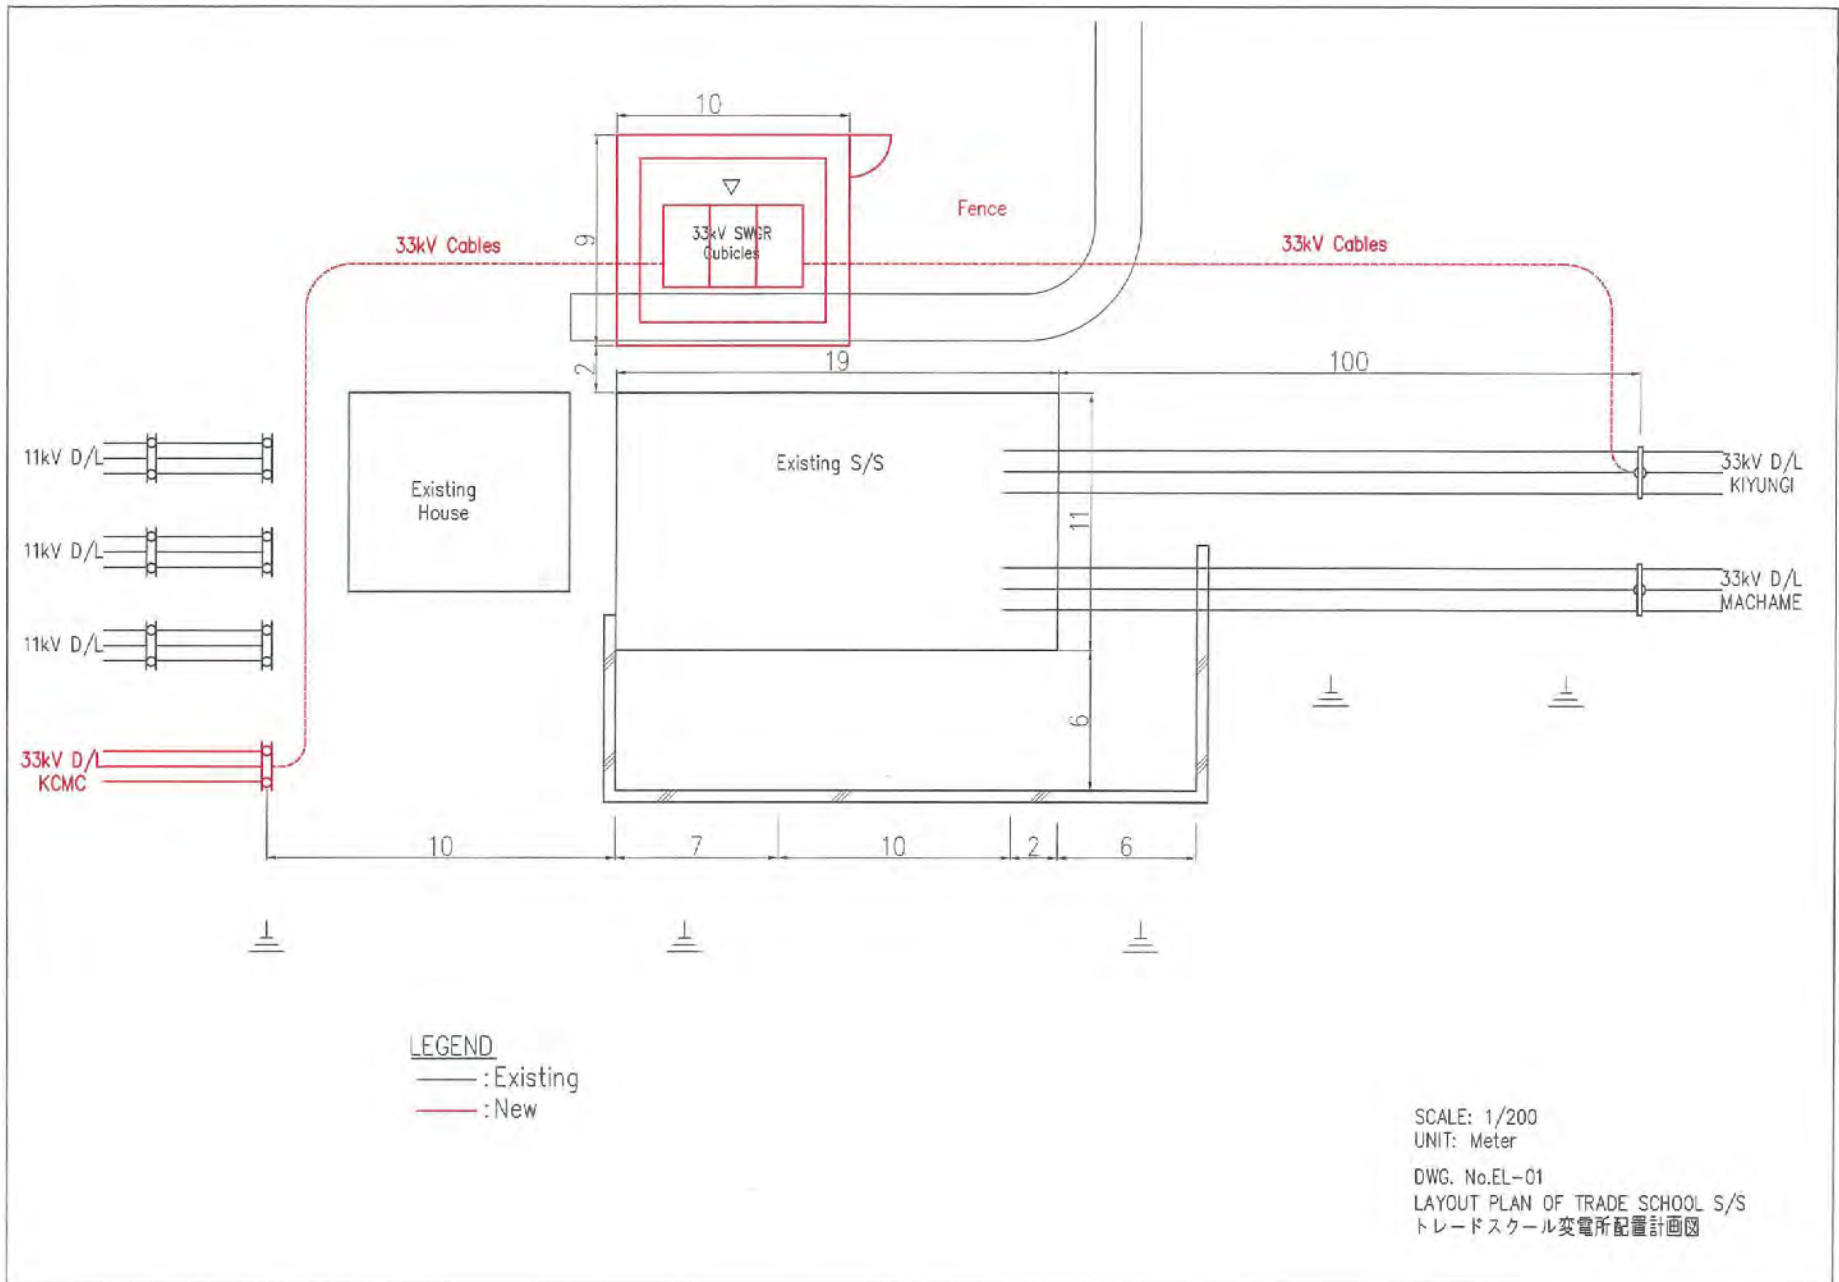 10
Fence
33kV Cables
33kV SWGR
Cubicles
33kV Cables
9
2
19
100
11kV D/L
Existing
House
Existing S/S
33kV D/L
KIYUNGI
11
11kV D/L
33kV D/L
MACHAME
11kV D/L
6
33kV D/L
KCMC
10
7
10
2
6
LEGEND
:Existing
:New
SCALE: 1/200
UNIT: Meter
DWG. No.EL-01
LAYOUT PLAN OF TRADE SCHOOL S/S
トレードスクール変電所配置計画図